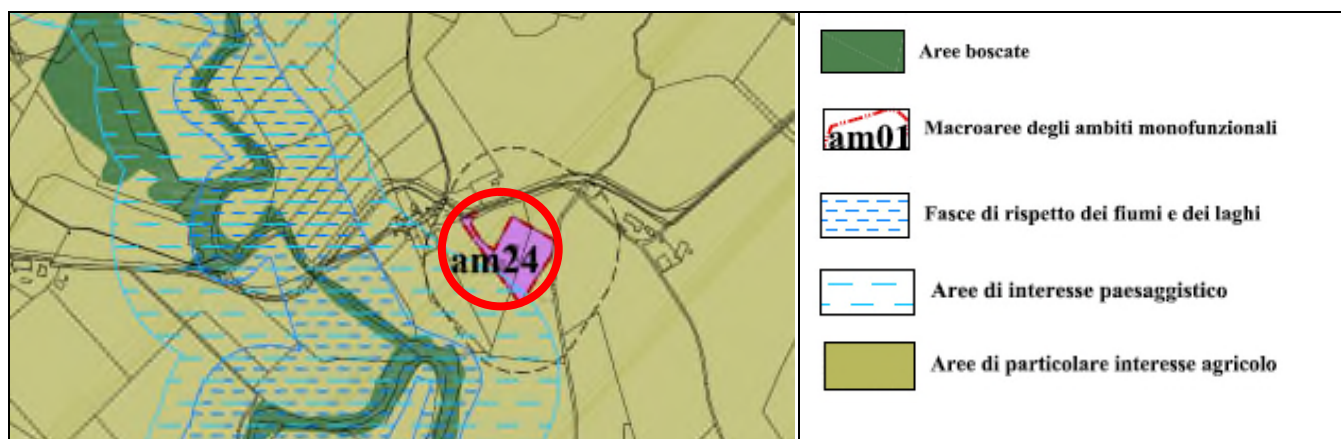 am24
Aree boscate
am01
Macroaree degli ambiti monofunzionali
Fasce di rispetto dei fiumi e dei laghi
Aree di interesse paesaggistico
Aree di particolare interesse agricolo